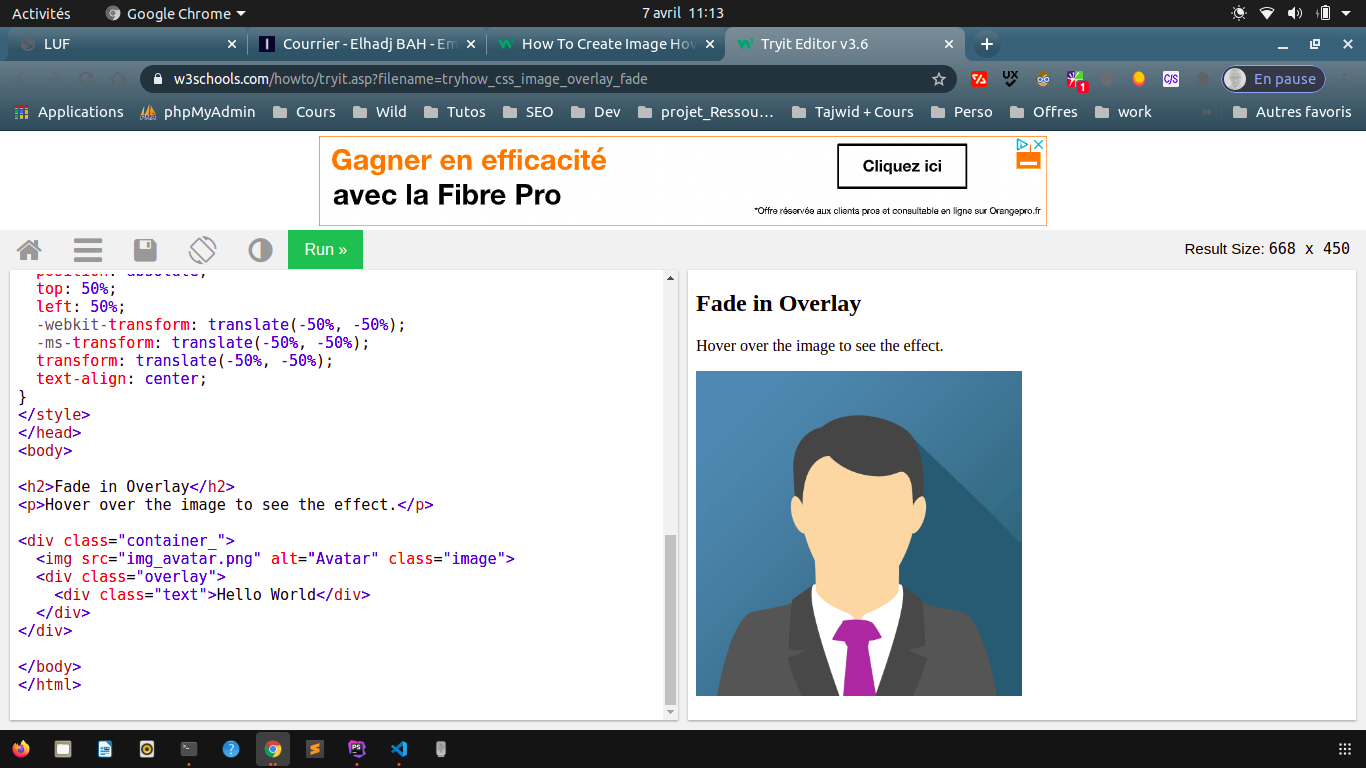 Activités Google Chrome 7 avril 11:13
LUF Courrier - Elhadj BAH - Em How To Create Image Hov Tryit Editor v3.6
w3schools.com/howto/tryit.asp?filename=tryhow_css_image_overlay_fade UX C/S 1 En pause
Applications phpMyAdmin Cours Wild Tutos SEO Dev projet_Ressou... Tajwid + Cours Perso Offres work » Autres favoris
Gagner en efficacité
avec la Fibre Pro
Cliquez ici
*Offre réservée aux clients pros et consultable en ligne sur Orangepro.fr
Run » Result Size: 668 x 450
position: absolute;
top: 50%;
left: 50%;
-webkit-transform: translate(-50%, -50%);
-ms-transform: translate(-50%, -50%);
transform: translate(-50%, -50%);
text-align: center;
}
</style>
</head>
<body>
<h2>Fade in Overlay</h2>
<p>Hover over the image to see the effect.</p>
<div class="container_">
<img src="img_avatar.png" alt="Avatar" class="image">
<div class="overlay">
<div class="text">Hello World</div>
</div>
</div>
</body>
</html>
Fade in Overlay
Hover over the image to see the effect.
PS